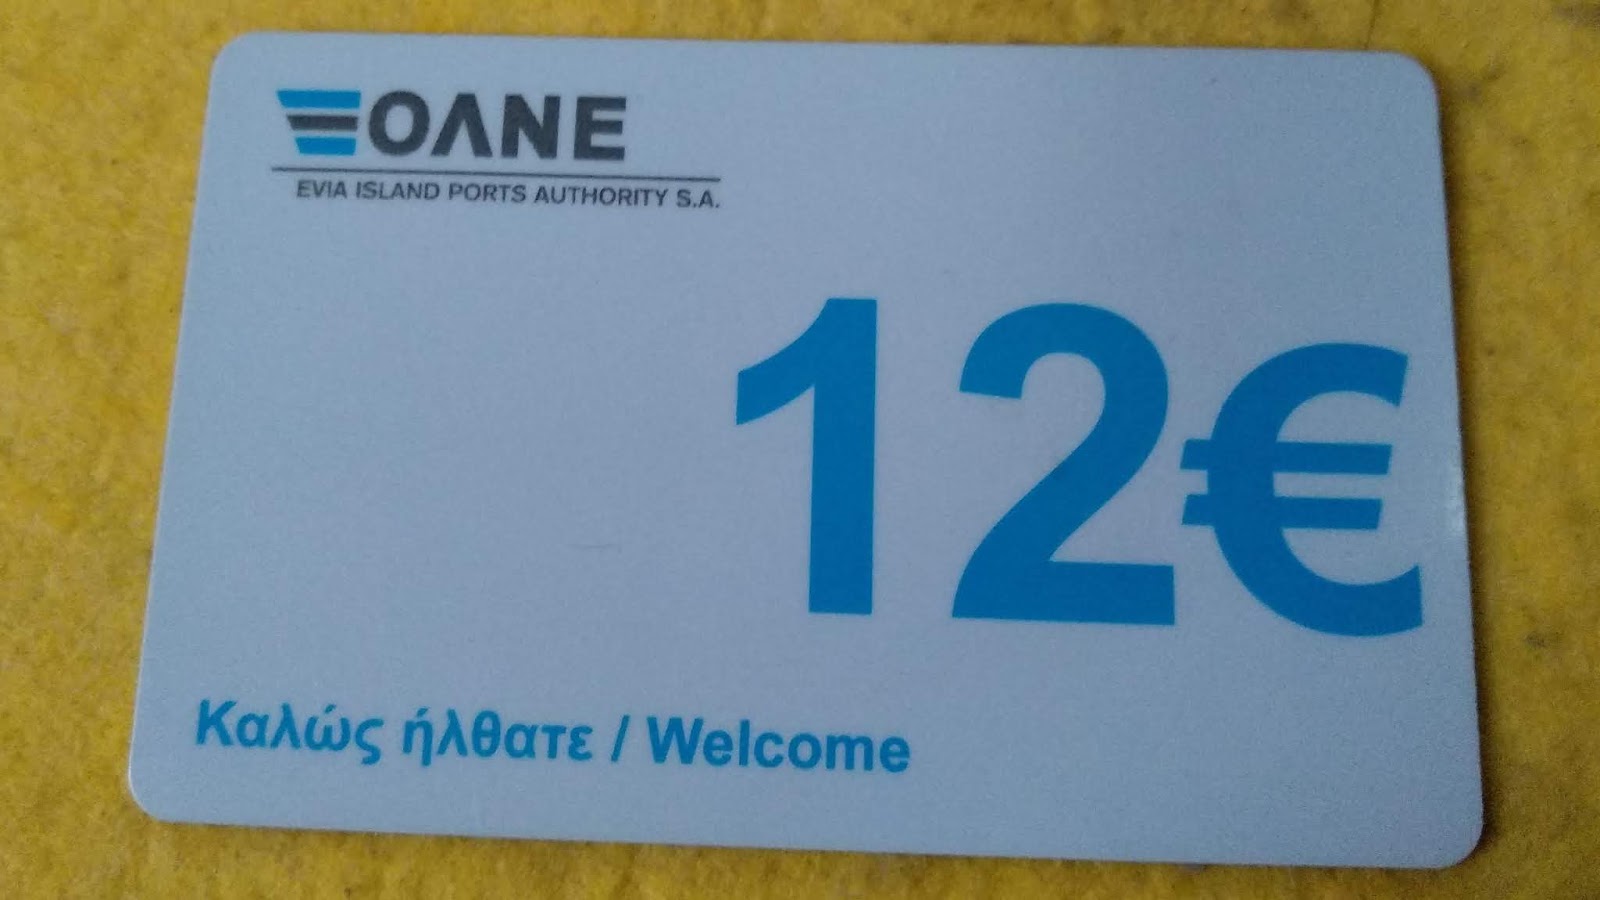 ΟΛΝΕ
EVIA ISLAND PORTS AUTHORITY S.A.
12€
Καλώς ήλθατε / Welcome